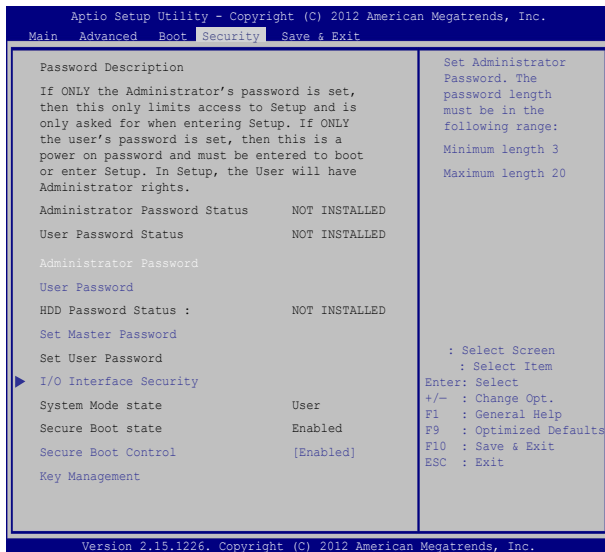 Aptio Setup Utility - Copyright (C) 2012 American Megatrends, Inc.
Main Advanced Boot Security Save & Exit
Password Description
If ONLY the Administrator's password is set,
then this only limits access to Setup and is
only asked for when entering Setup. If ONLY
the user's password is set, then this is a
power on password and must be entered to boot
or enter Setup. In Setup, the User will have
Administrator rights.
Administrator Password Status NOT INSTALLED
User Password Status NOT INSTALLED
Administrator Password
User Password
HDD Password Status : NOT INSTALLED
Set Master Password
Set User Password
I/O Interface Security
System Mode state User
Secure Boot state Enabled
Secure Boot Control [Enabled]
Key Management
Set Administrator
Password. The
password length
must be in the
following range:
Minimum length 3
Maximum length 20
: Select Screen
: Select Item
Enter: Select
+/— : Change Opt.
F1 : General Help
F9 : Optimized Defaults
F10 : Save & Exit
ESC : Exit
Version 2.15.1226. Copyright (C) 2012 American Megatrends, Inc.